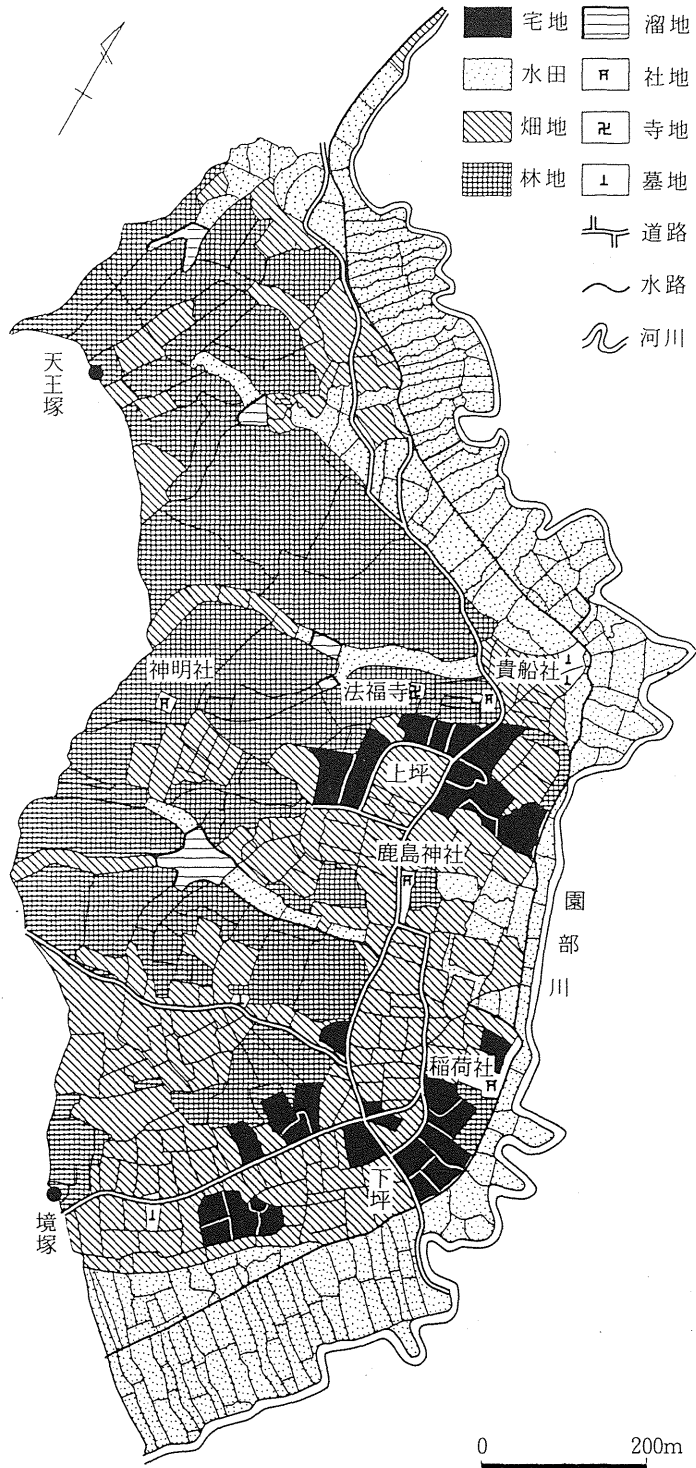 宅地
溜地
水田
社地
畑地
寺地
林地
墓地
道路
水路
河川
天王塚
神明社
法福寺
貴船社
上坪
鹿島神社
園部川
稲荷社
下坪
境塚
0 200m